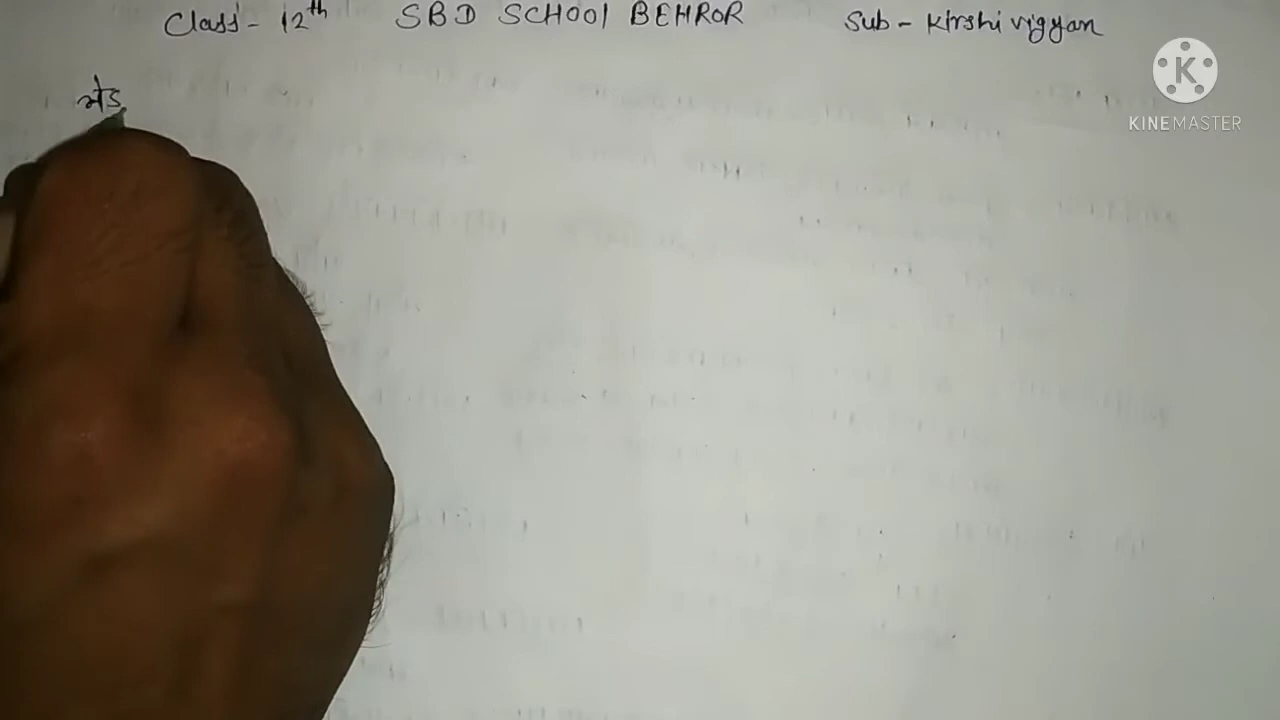 Class - 12th SBD SCHOOL BEHROR Sub - Kirshi vigyan
KINEMASTER
भेड़